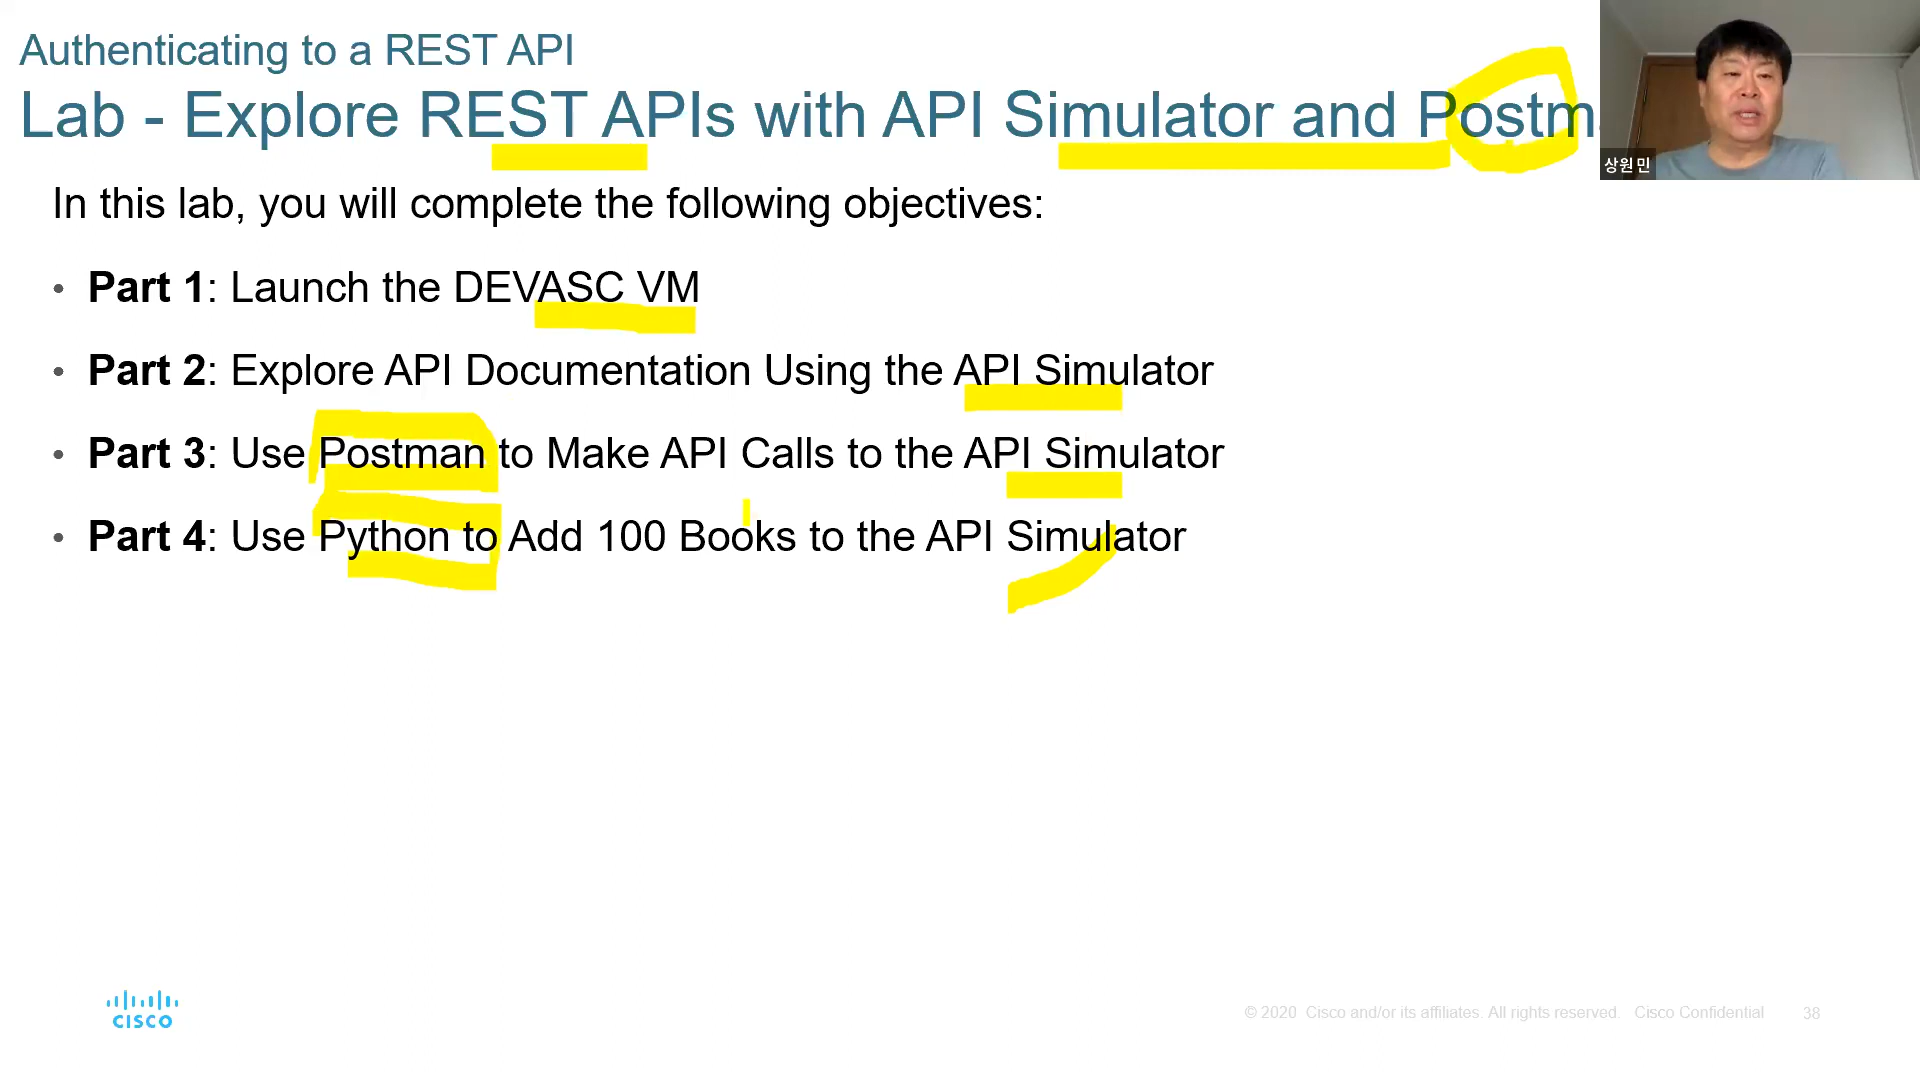 Authenticating to a REST API
Lab - Explore REST APIs with API Simulator and Postm
상원민
In this lab, you will complete the following objectives:
• Part 1: Launch the DEVASC VM
• Part 2: Explore API Documentation Using the API Simulator
• Part 3: Use Postman to Make API Calls to the API Simulator
• Part 4: Use Python to Add 100 Books to the API Simulator
CISCO
© 2020 Cisco and/or its affiliates. All rights reserved. Cisco Confidential 38